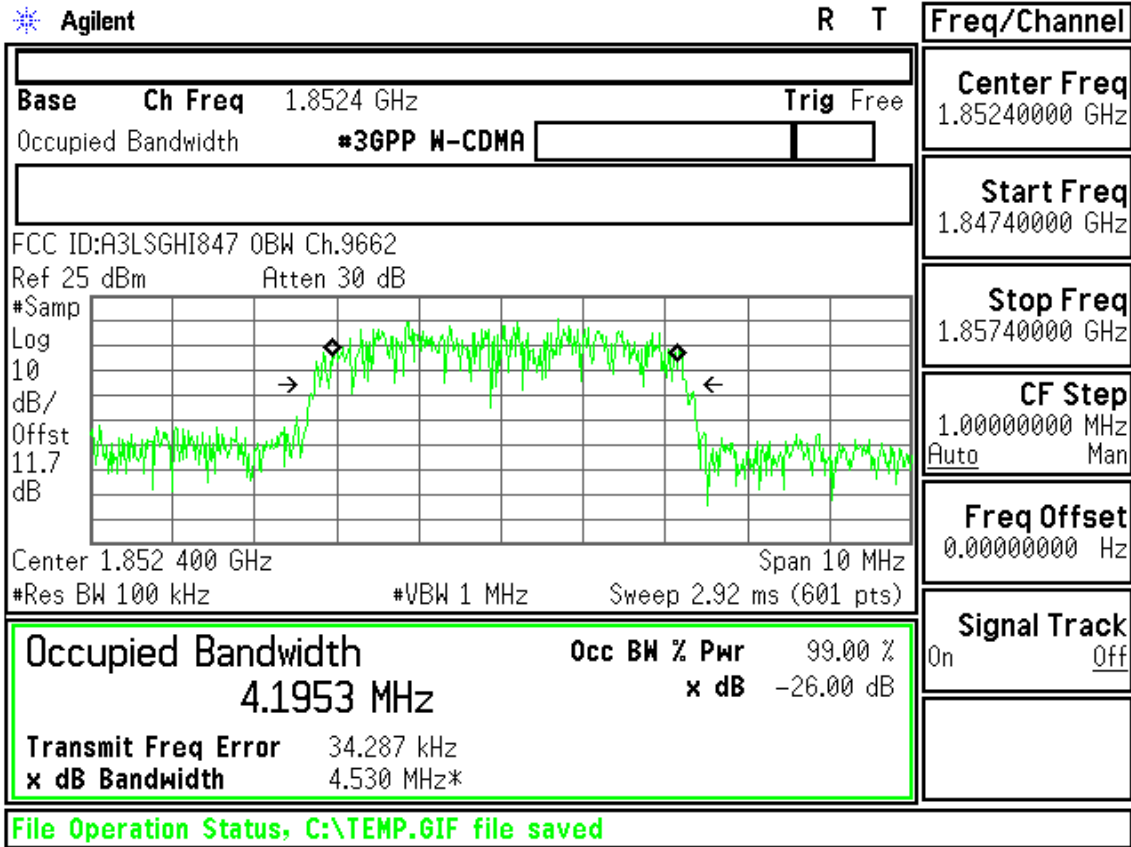 Agilent R T Freq/Channel
Base Ch Freq 1.8524 GHz Trig Free
Occupied Bandwidth #3GPP W-CDMA
FCC ID:A3LSGHI847 OBW Ch.9662
Ref 25 dBm Atten 30 dB
#Samp
Log
10
dB/
Offst
11.7
dB
Center 1.852 400 GHz Span 10 MHz
#Res BW 100 kHz #VBW 1 MHz Sweep 2.92 ms (601 pts)
Occupied Bandwidth Occ BW % Pwr 99.00 %
4.1953 MHz x dB -26.00 dB
Transmit Freq Error 34.287 kHz
x dB Bandwidth 4.530 MHz*
Center Freq
1.85240000 GHz
Start Freq
1.84740000 GHz
Stop Freq
1.85740000 GHz
CF Step
1.00000000 MHz
Auto Man
Freq Offset
0.00000000 Hz
Signal Track
On Off
File Operation Status, C:\TEMP.GIF file saved